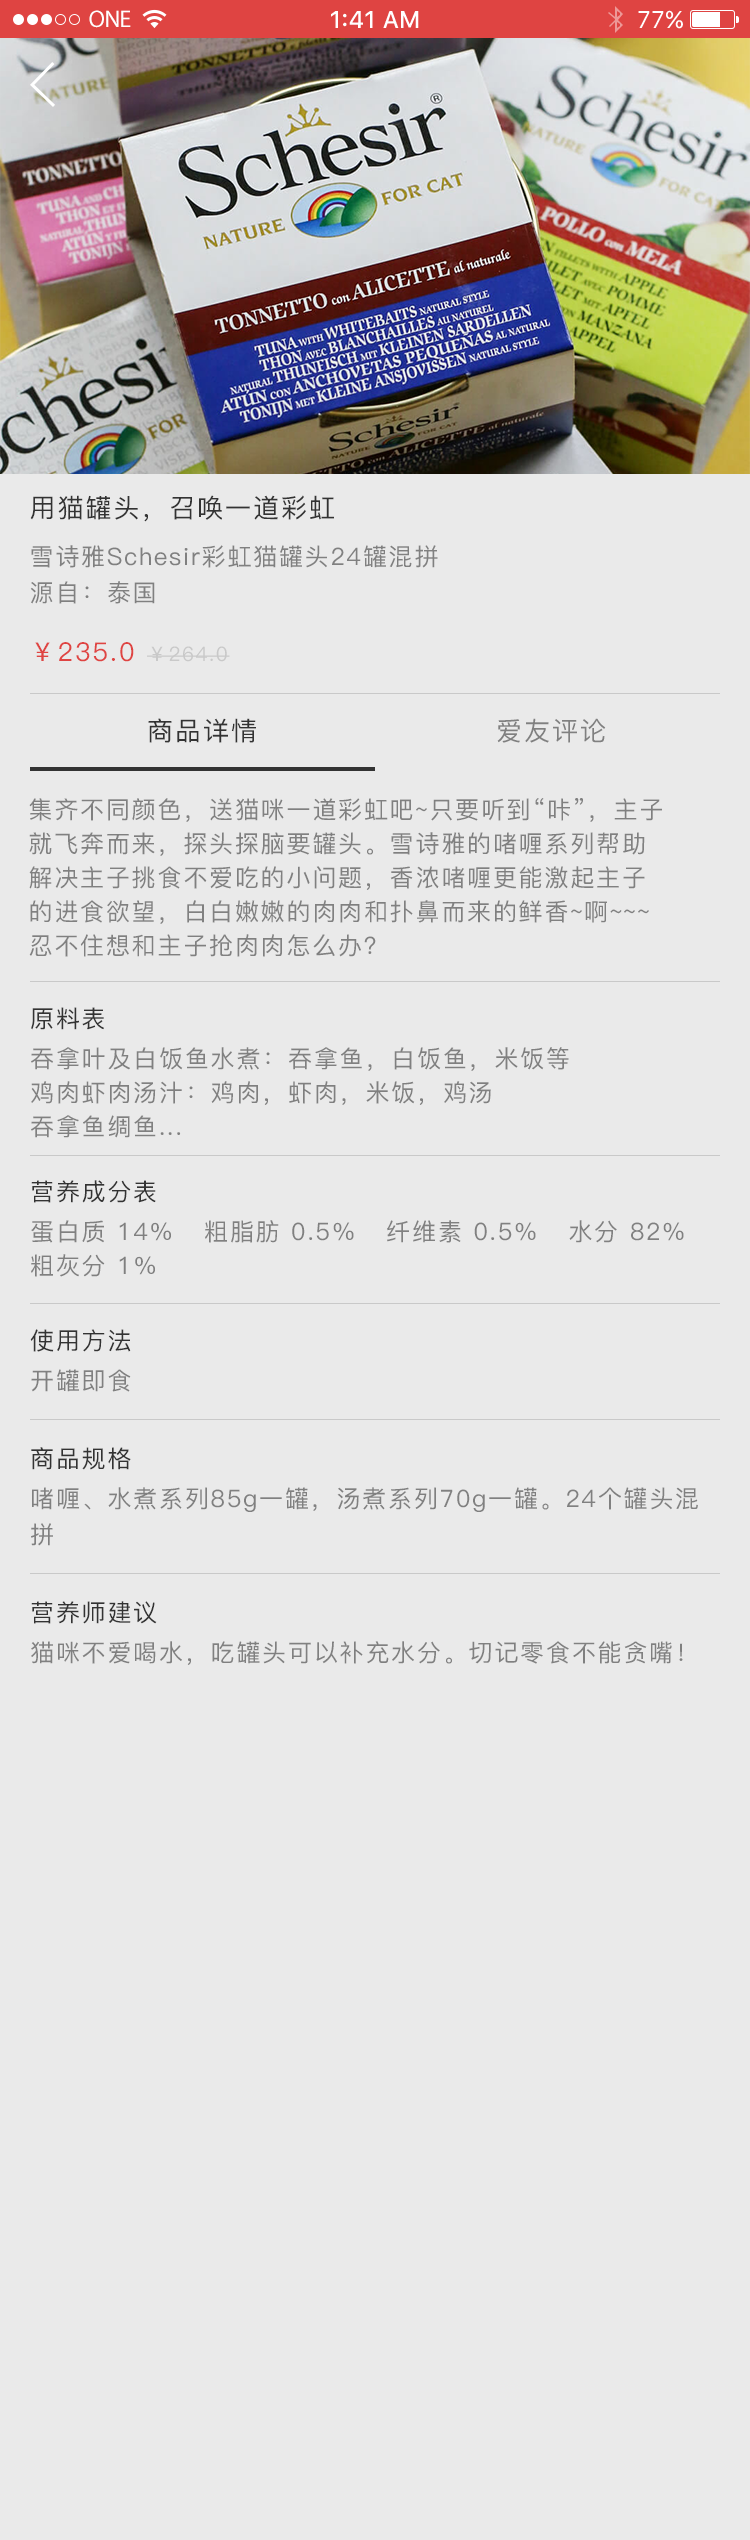 ONE 1:41 AM 77%
NATURE
TONNETTO
Schesir®
NATURE FOR CAT
TONNETTO con ALICETTE al naturale
TUNA WITH WHITEBAITS NATURAL STYLE
THON AVEC BLANCHAILLES AU NATUREL
NATURAL THUNFISCH MIT KLEINEN SARDELLEN
ATÚN CON ANCHOVETAS PEQUEÑAS AL NATURAL
TONIJN MET KLEINE ANSJOVISSEN NATURAL STYLE
Schesir
FOR CAT
TONNETTO con ALICETTE al naturale
Schesir
NATURE FOR CAT
POLLO con MELA
FILLETS WITH APPLE
AVEC POMME
MIT APFEL
CON MANZANA
APPEL
FOR
用猫罐头，召唤一道彩虹
雪诗雅Schesir彩虹猫罐头24罐混拼
源自：泰国
¥ 235.0 ¥ 264.0
商品详情 爱友评论
集齐不同颜色，送猫咪一道彩虹吧~只要听到“咔”，主子
就飞奔而来，探头探脑要罐头。雪诗雅的啫喱系列帮助
解决主子挑食不爱吃的小问题，香浓啫喱更能激起主子
的进食欲望，白白嫩嫩的肉肉和扑鼻而来的鲜香~啊~~~
忍不住想和主子抢肉肉怎么办?
原料表
吞拿叶及白饭鱼水煮：吞拿鱼，白饭鱼，米饭等
鸡肉虾肉汤汁：鸡肉，虾肉，米饭，鸡汤
吞拿鱼绸鱼...
营养成分表
蛋白质 14% 粗脂肪 0.5% 纤维素 0.5% 水分 82%
粗灰分 1%
使用方法
开罐即食
商品规格
啫喱、水煮系列85g一罐，汤煮系列70g一罐。24个罐头混
拼
营养师建议
猫咪不爱喝水，吃罐头可以补充水分。切记零食不能贪嘴！